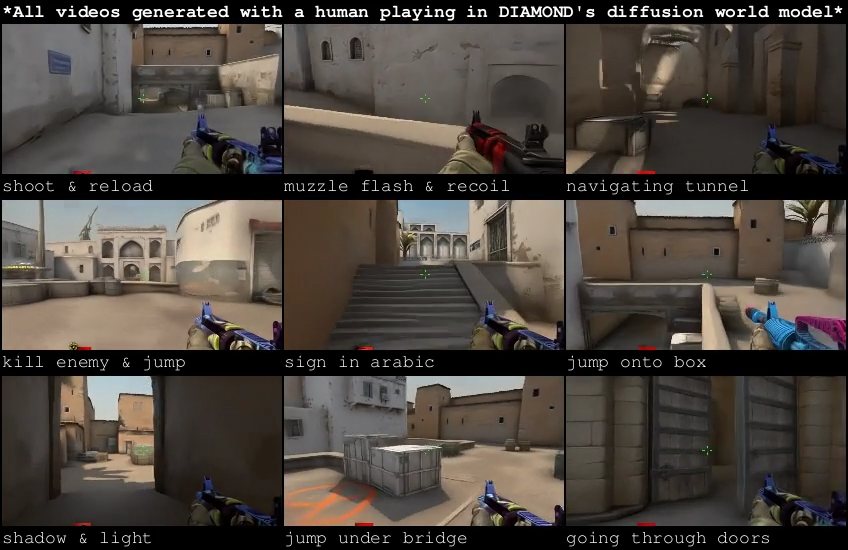 *All videos generated with a human playing in DIAMOND's diffusion world model*
shoot & reload
muzzle flash & recoil
navigating tunnel
kill enemy & jump
sign in arabic
jump onto box
shadow & light
jump under bridge
going through doors